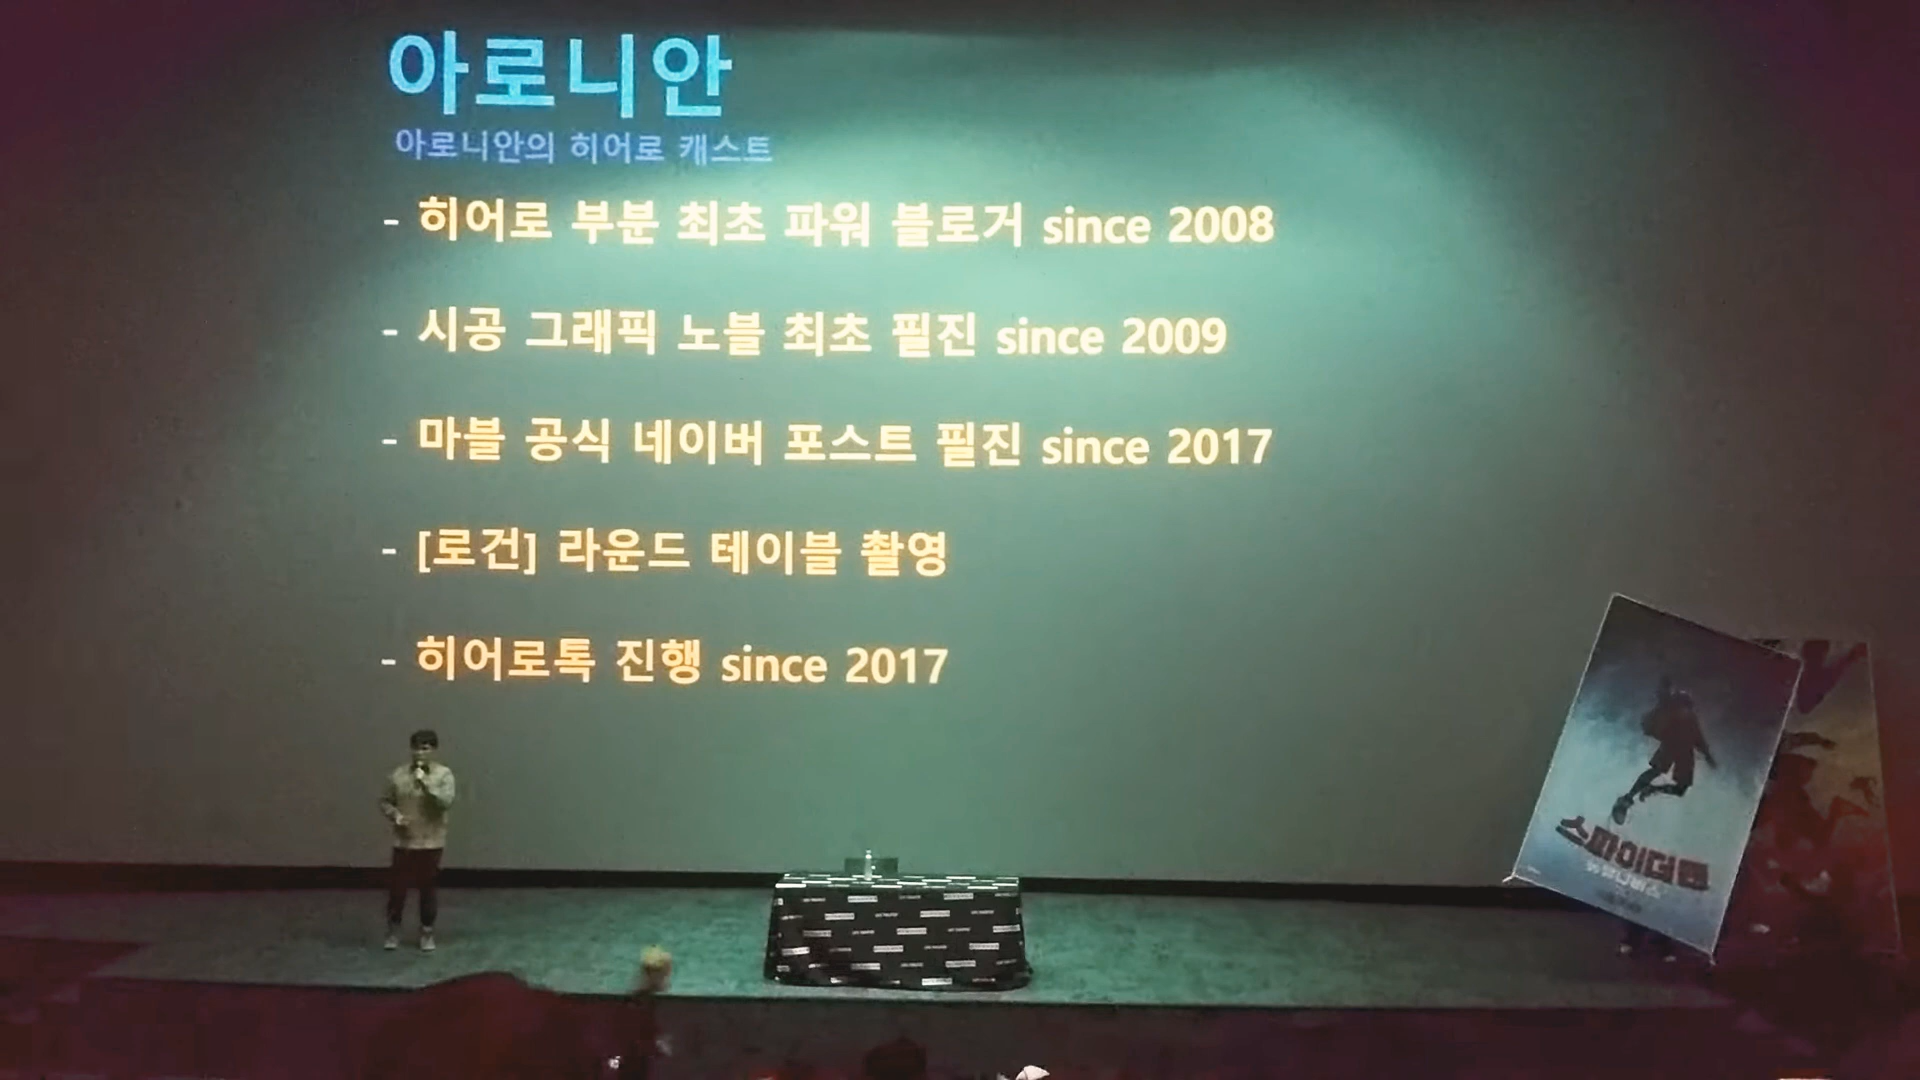 아로니안
아로니안의 히어로 캐스트
- 히어로 부분 최초 파워 블로거 since 2008
- 시공 그래픽 노블 최초 필진 since 2009
- 마블 공식 네이버 포스트 필진 since 2017
- [로건] 라운드 테이블 촬영
- 히어로톡 진행 since 2017
스파이더맨